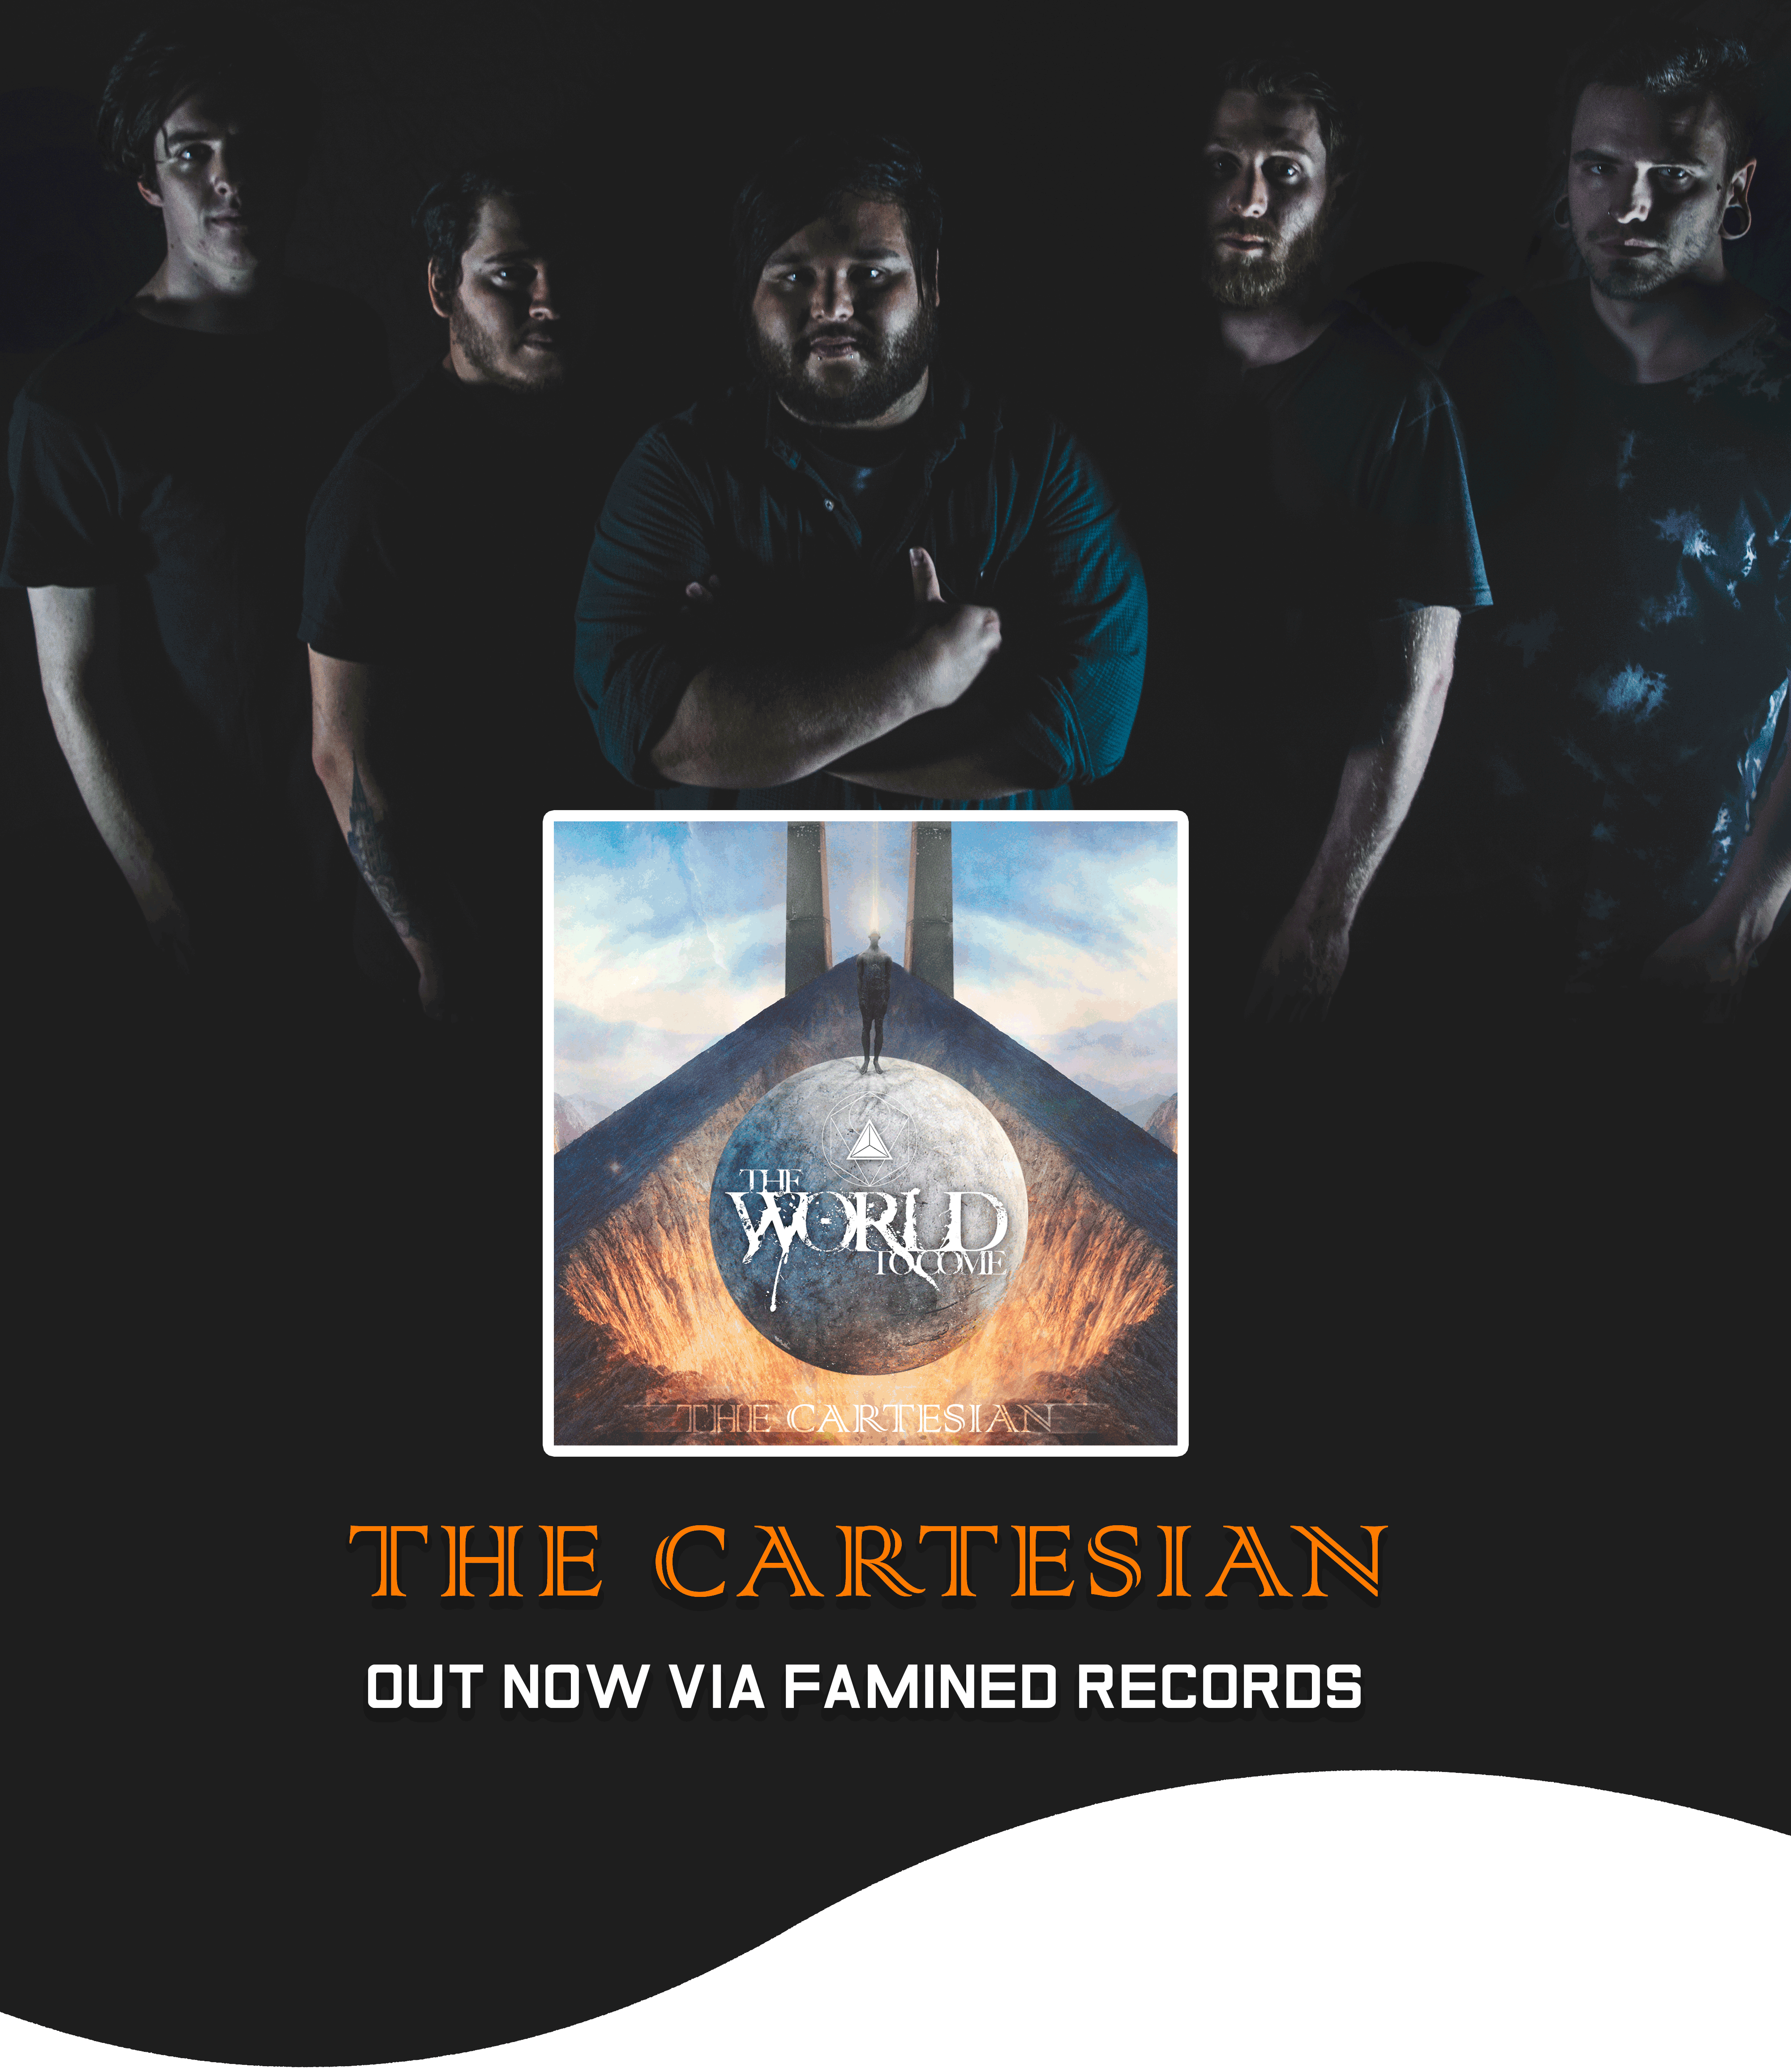 THE
WORLD
TO COME
THE CARTESIAN
THE CARTESIAN
OUT NOW VIA FAMINED RECORDS